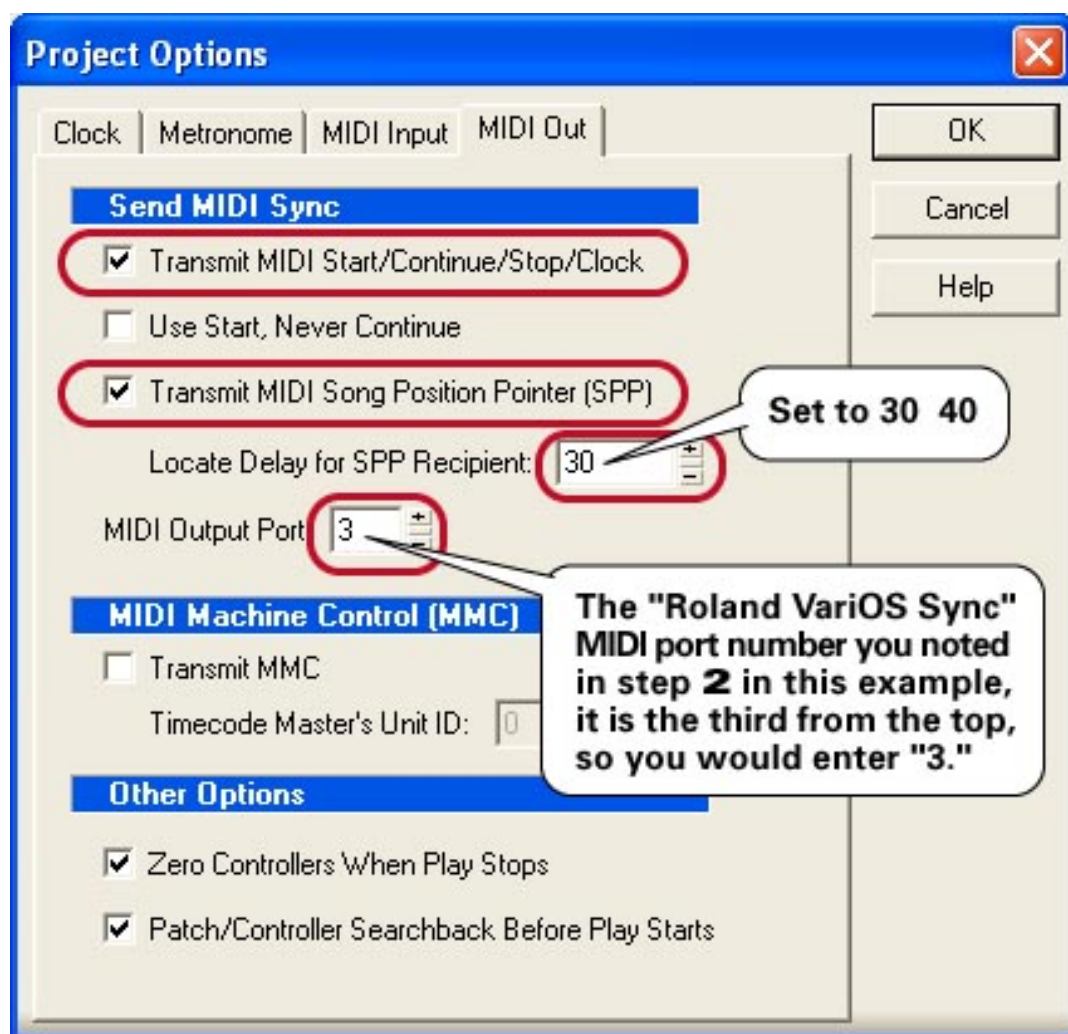 Project Options
Clock
Metronome
MIDI Input
MIDI Out
OK
Cancel
Help
Send MIDI Sync
Transmit MIDI Start/Continue/Stop/Clock
Use Start, Never Continue
Transmit MIDI Song Position Pointer (SPP)
Set to 30 40
Locate Delay for SPP Recipient:
30
MIDI Output Port
3
The "Roland VariOS Sync"
MIDI port number you noted
in step 2 in this example,
it is the third from the top,
so you would enter "3."
MIDI Machine Control (MMC)
Transmit MMC
Timecode Master's Unit ID:
0
Other Options
Zero Controllers When Play Stops
Patch/Controller Searchback Before Play Starts